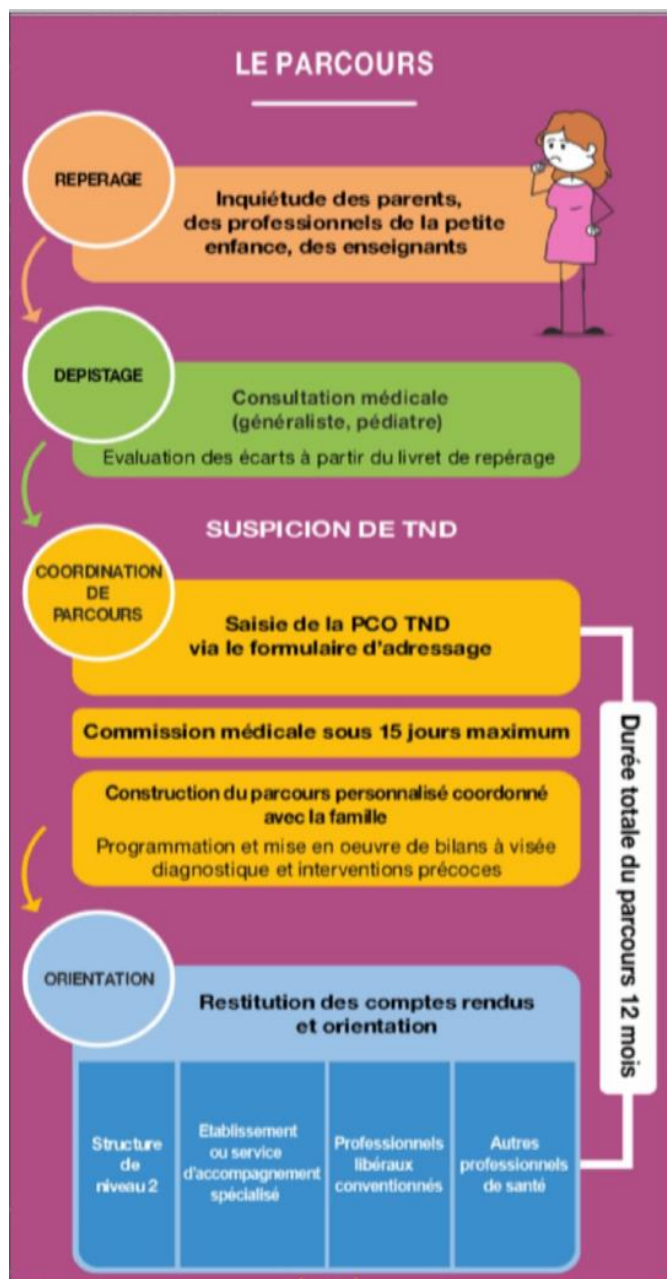 LE PARCOURS
REPERAGE
Inquiétude des parents,
des professionnels de la petite
enfance, des enseignants
DEPISTAGE
Consultation médicale
(généraliste, pédiatre)
Evaluation des écarts à partir du livret de repérage
SUSPICION DE TND
COORDINATION
DE
PARCOURS
Saisie de la PCO TND
via le formulaire d'adressage
Commission médicale sous 15 jours maximum
Construction du parcours personnalisé coordonné
avec la famille
Programmation et mise en oeuvre de bilans à visée
diagnostique et interventions précoces
Durée totale du parcours 12 mois
ORIENTATION
Restitution des comptes rendus
et orientation
Structure
de
niveau 2
Etablissement
ou service
d'accompagnement
spécialisé
Professionnels
libéraux
conventionnés
Autres
professionnels
de santé